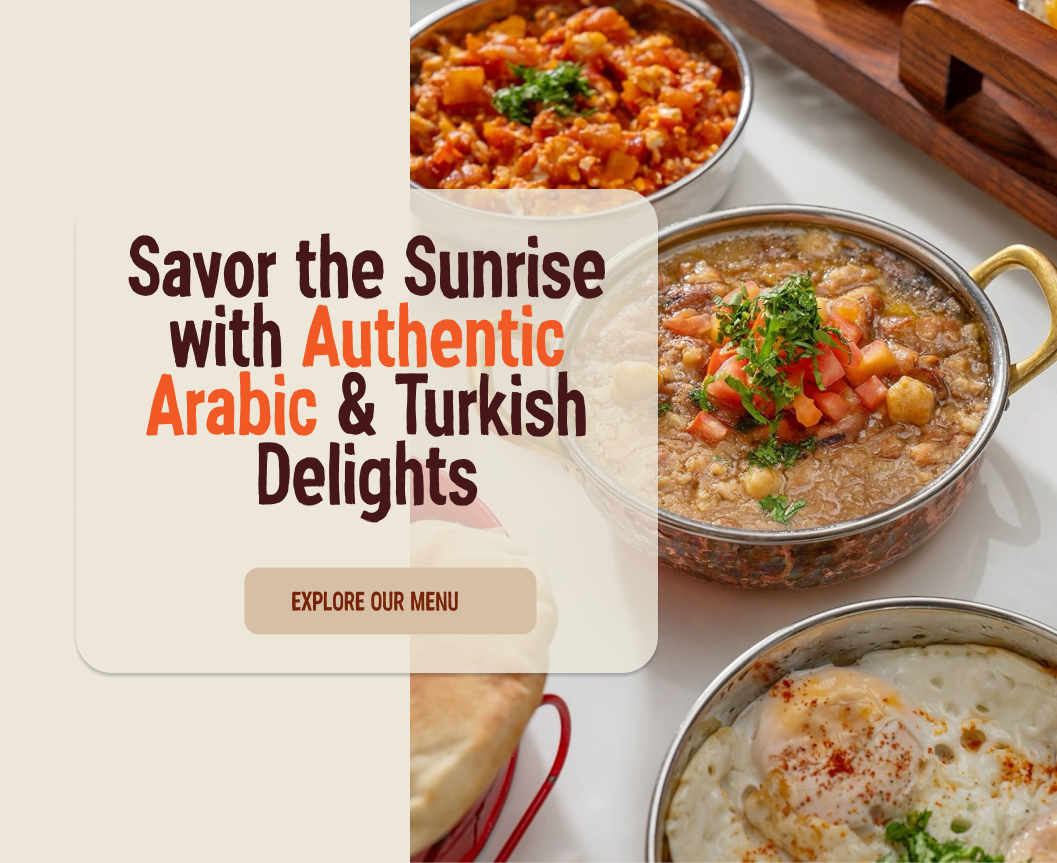 Savor the Sunrise
with Authentic
Arabic & Turkish
Delights
EXPLORE OUR MENU